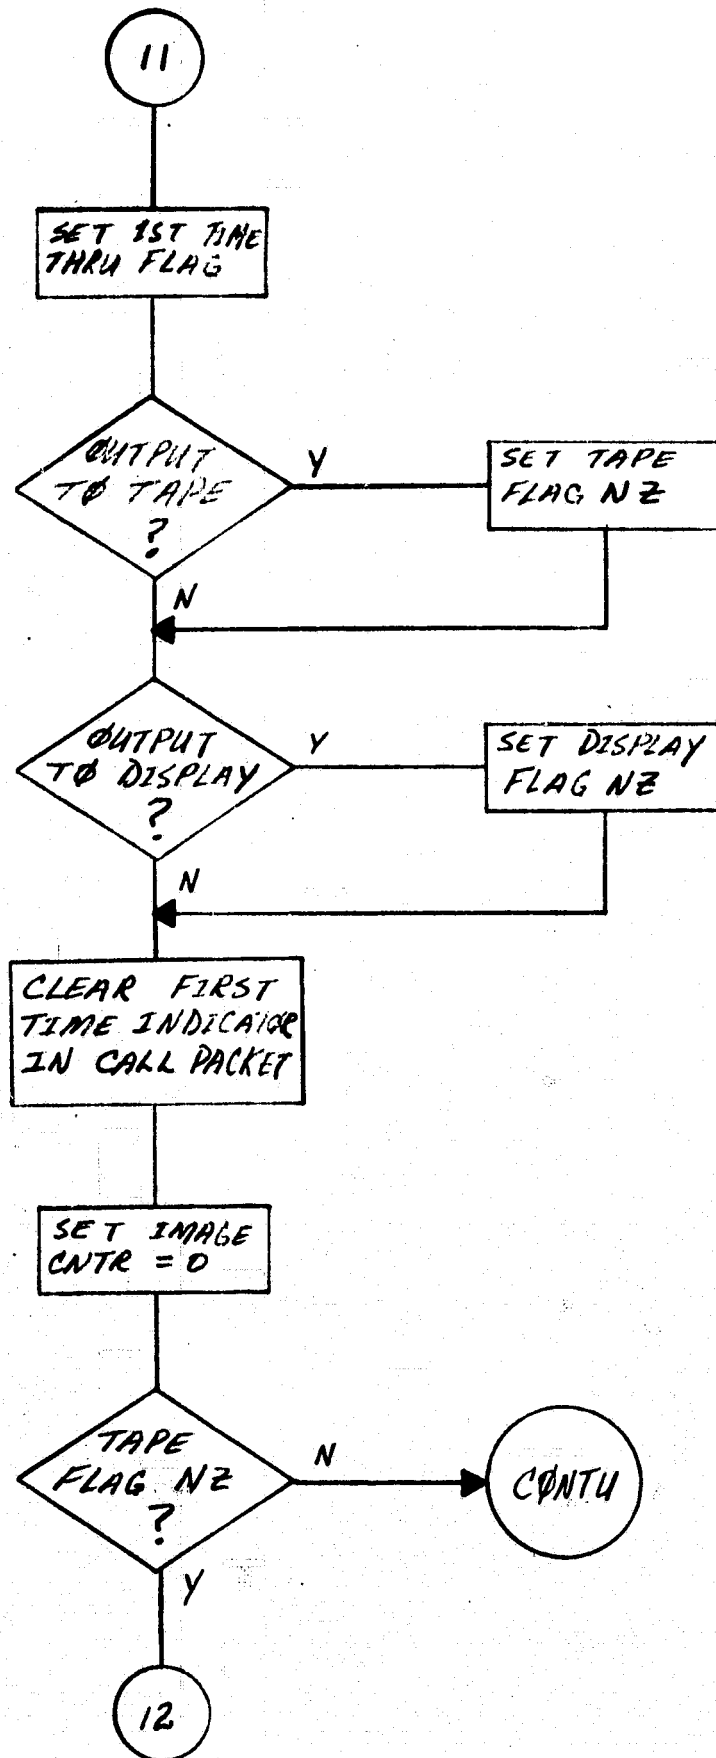 11
SET 1ST TIME
THRU FLAG
ØUTPUT
TØ TAPE
?
Y
SET TAPE
FLAG NZ
N
ØUTPUT
TØ DISPLAY
?
Y
SET DISPLAY
FLAG NZ
N
CLEAR FIRST
TIME INDICATOR
IN CALL PACKET
SET IMAGE
CNTR = 0
TAPE
FLAG NZ
?
N
CØNTU
Y
12